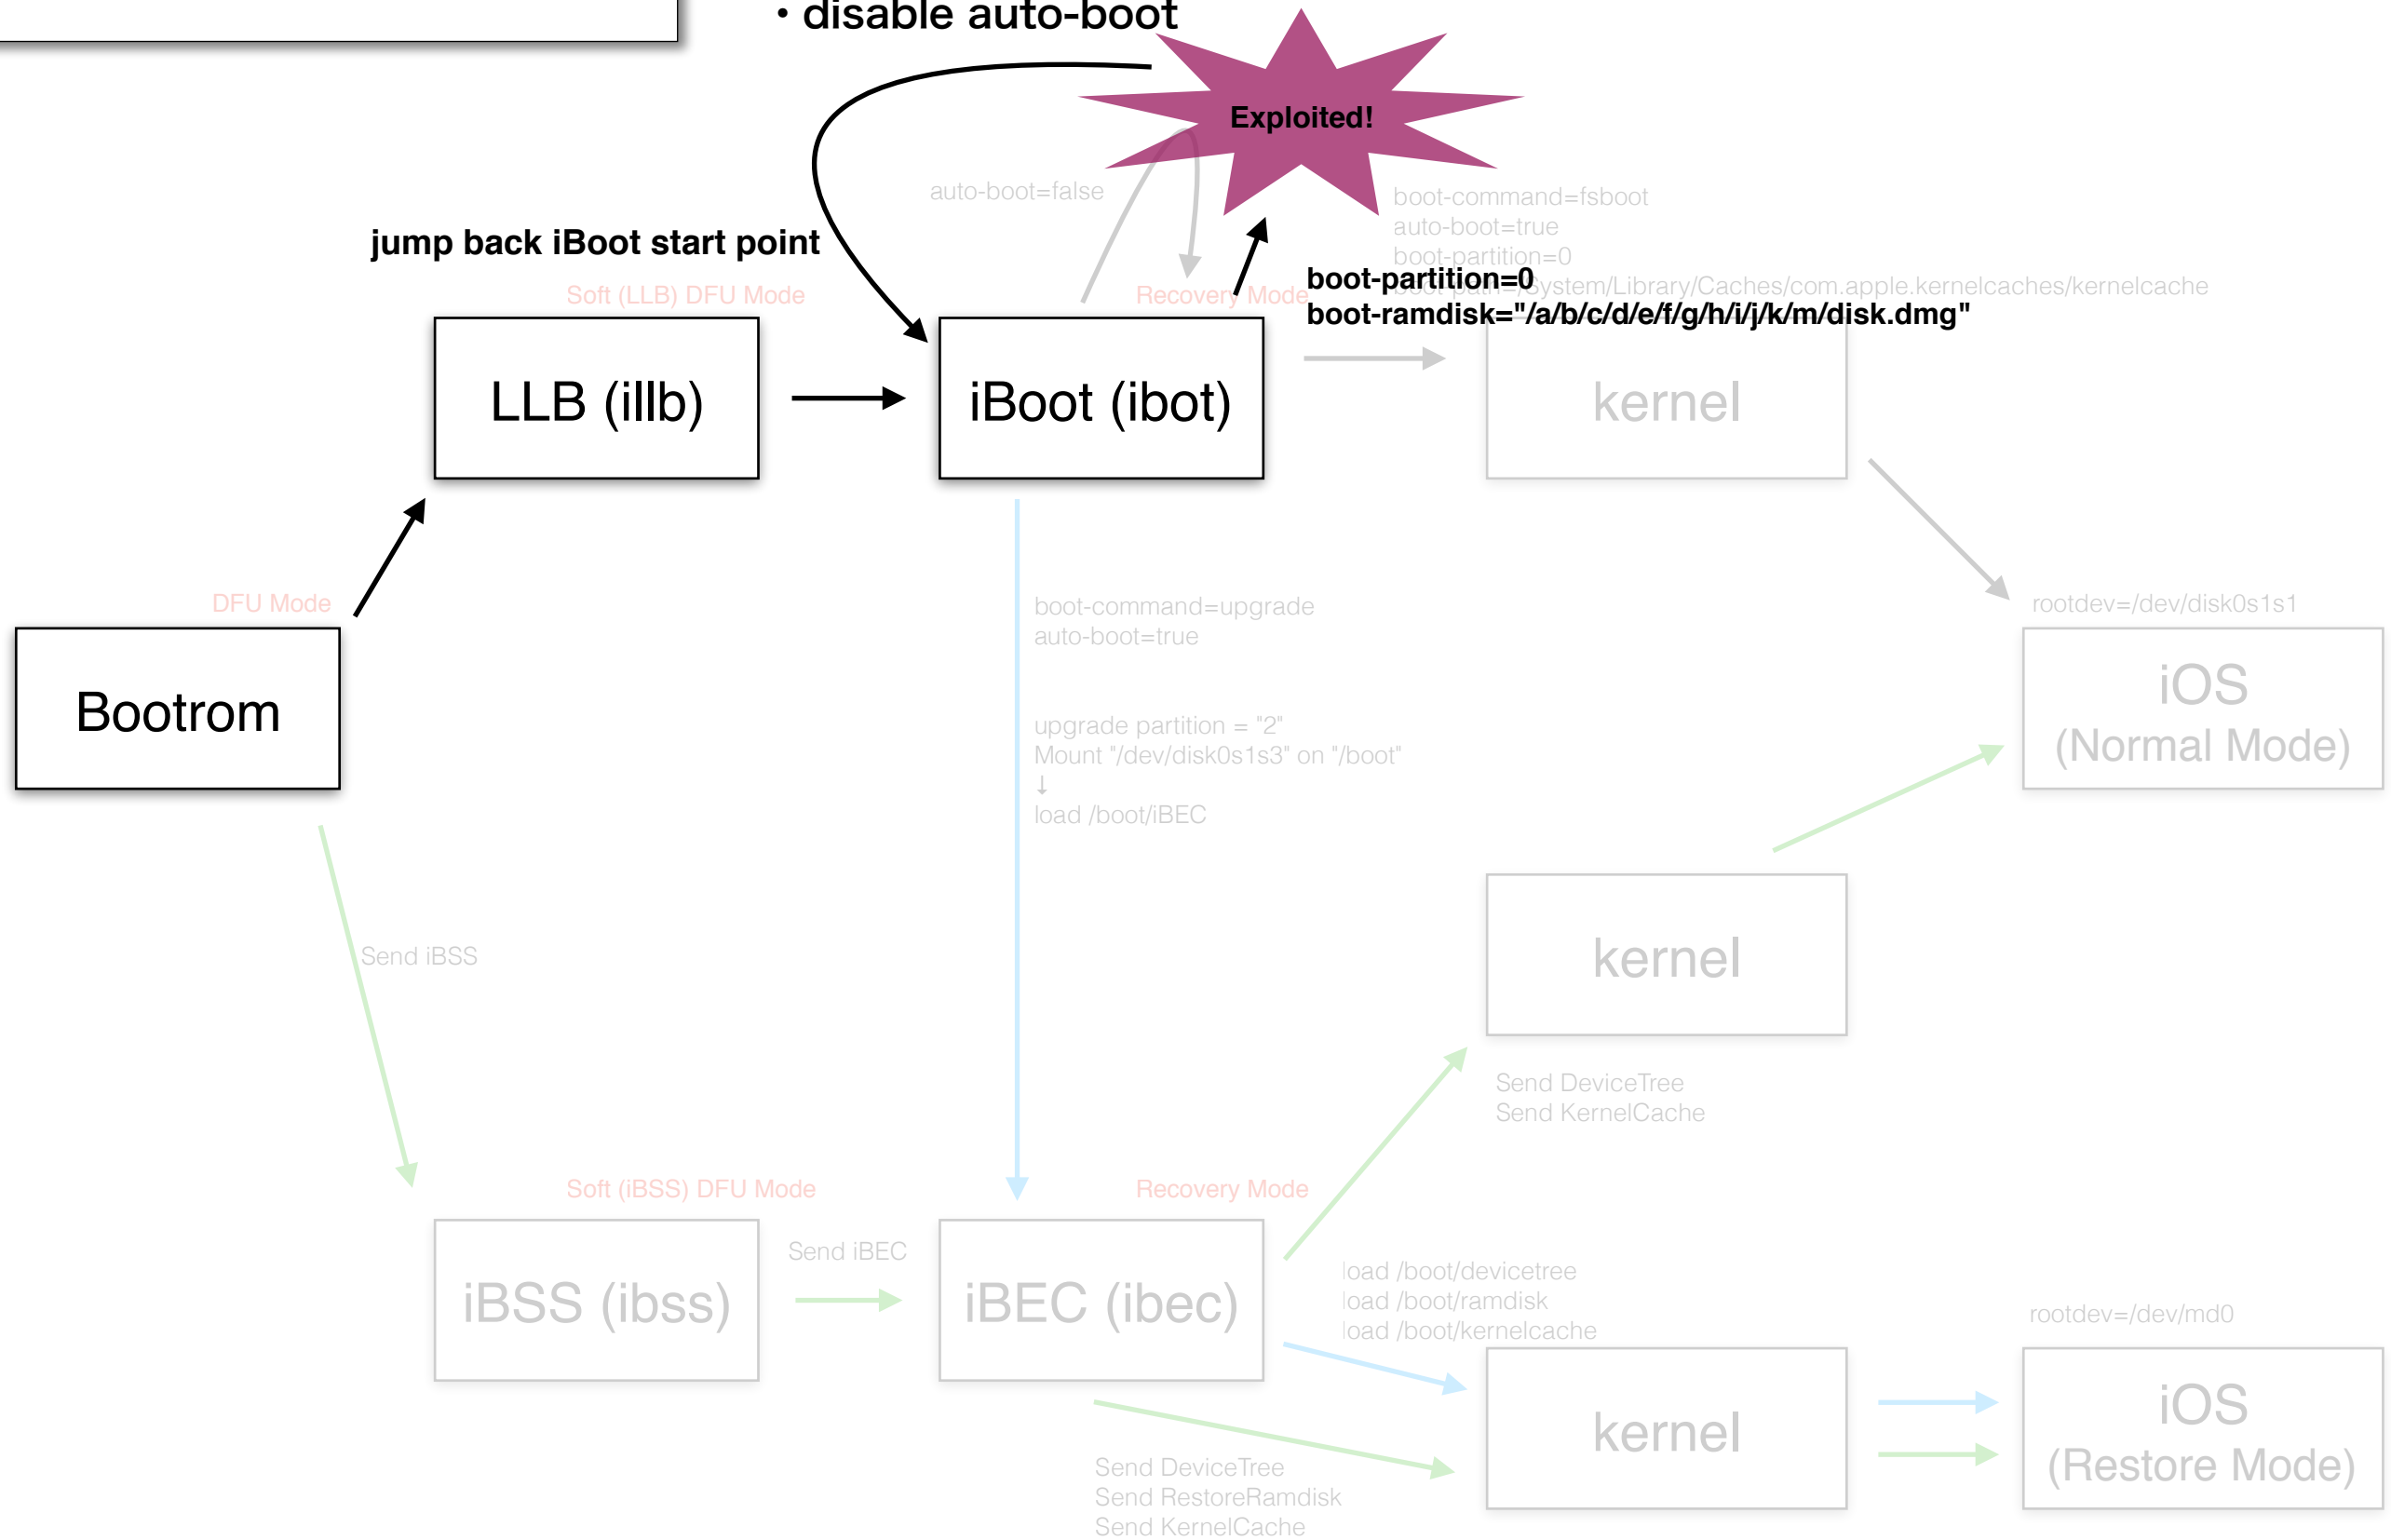 ・disable auto-boot
Exploited!
auto-boot=false
boot-command=fsboot
auto-boot=true
boot-partition=0
boot-path=/System/Library/Caches/com.apple.kernelcaches/kernelcache
jump back iBoot start point
boot-partition=0
boot-ramdisk="/a/b/c/d/e/f/g/h/i/j/k/m/disk.dmg"
Soft (LLB) DFU Mode
Recovery Mode
LLB (illb)
iBoot (ibot)
kernel
DFU Mode
Bootrom
boot-command=upgrade
auto-boot=true
upgrade partition = "2"
Mount "/dev/disk0s1s3" on "/boot"
↓
load /boot/iBEC
rootdev=/dev/disk0s1s1
iOS
(Normal Mode)
Send iBSS
kernel
Send DeviceTree
Send KernelCache
Soft (iBSS) DFU Mode
Recovery Mode
iBSS (ibss)
Send iBEC
iBEC (ibec)
load /boot/devicetree
load /boot/ramdisk
load /boot/kernelcache
rootdev=/dev/md0
kernel
iOS
(Restore Mode)
Send DeviceTree
Send RestoreRamdisk
Send KernelCache